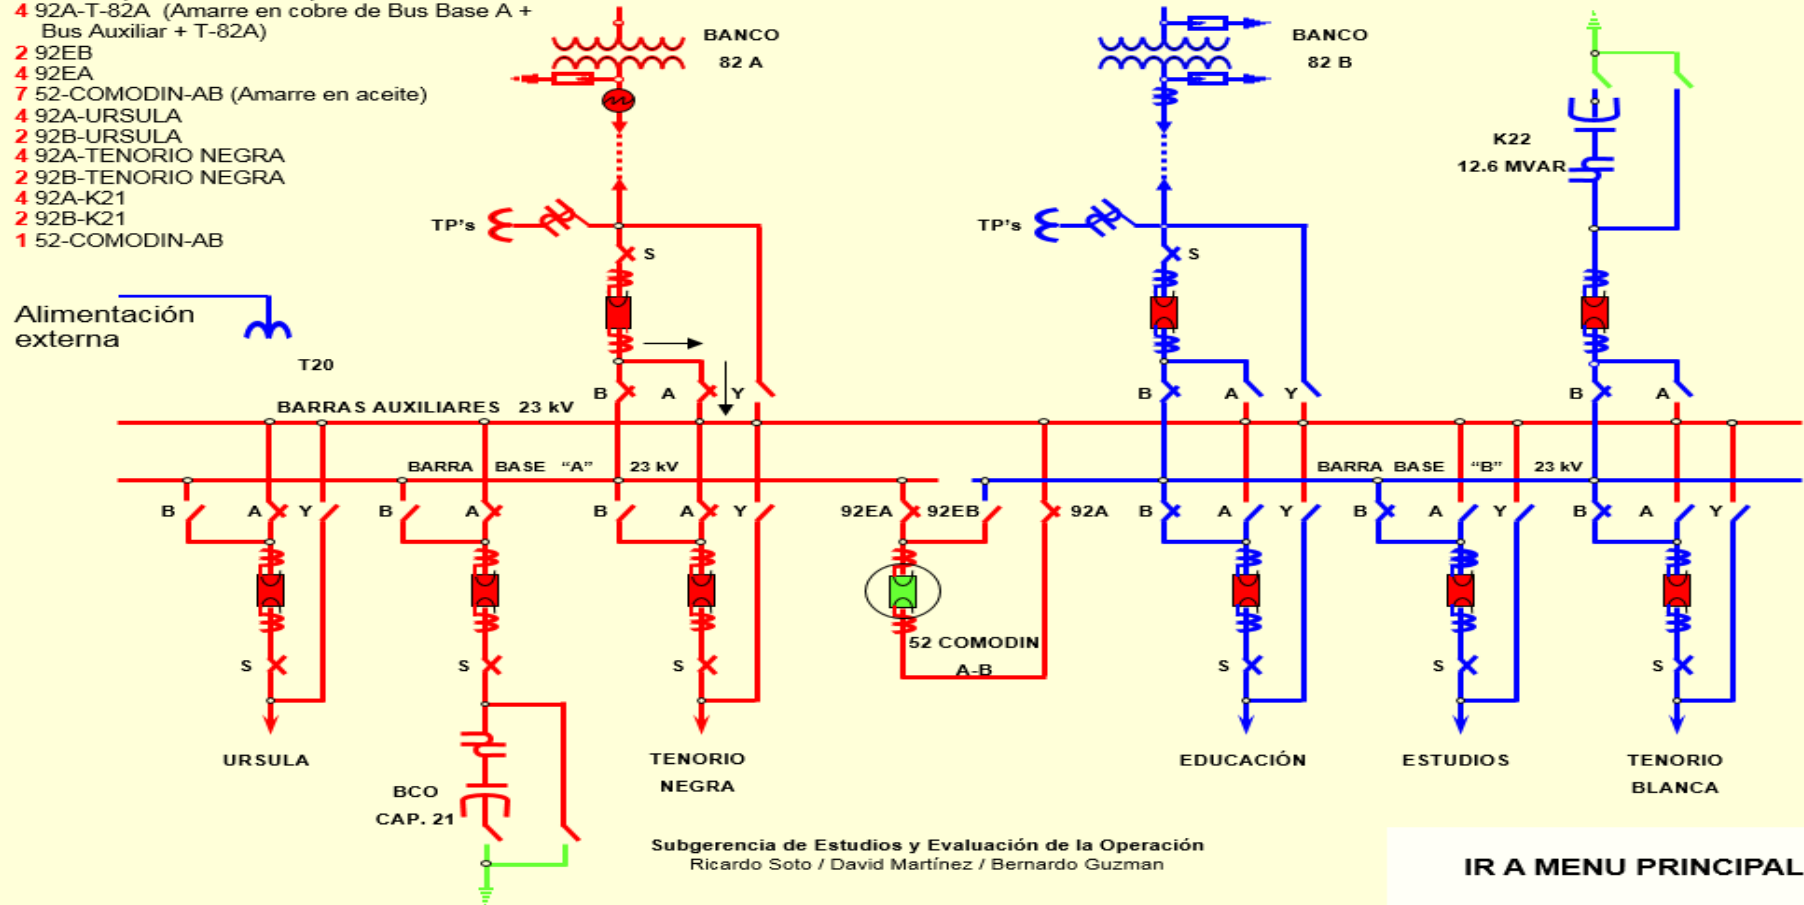 4 92A-T-82A (Amarre en cobre de Bus Base A +
Bus Auxiliar + T-82A)
2 92EB
4 92EA
7 52-COMODIN-AB (Amarre en aceite)
4 92A-URSULA
2 92B-URSULA
4 92A-TENORIO NEGRA
2 92B-TENORIO NEGRA
4 92A-K21
2 92B-K21
1 52-COMODIN-AB
BANCO
82 A
BANCO
82 B
K22
12.6 MVAR
TP's
TP's
S
S
Alimentación
externa
T20
B A Y
B A Y
B A
BARRAS AUXILIARES 23 kV
BARRA BASE "A" 23 kV
BARRA BASE "B" 23 kV
B A Y B A B A Y 92EA 92EB 92A B A Y B A Y B A Y
52 COMODIN
A-B
S S S S S S
URSULA
TENORIO
NEGRA
EDUCACIÓN
ESTUDIOS
TENORIO
BLANCA
BCO
CAP. 21
Subgerencia de Estudios y Evaluación de la Operación
Ricardo Soto / David Martínez / Bernardo Guzman
IR A MENU PRINCIPAL